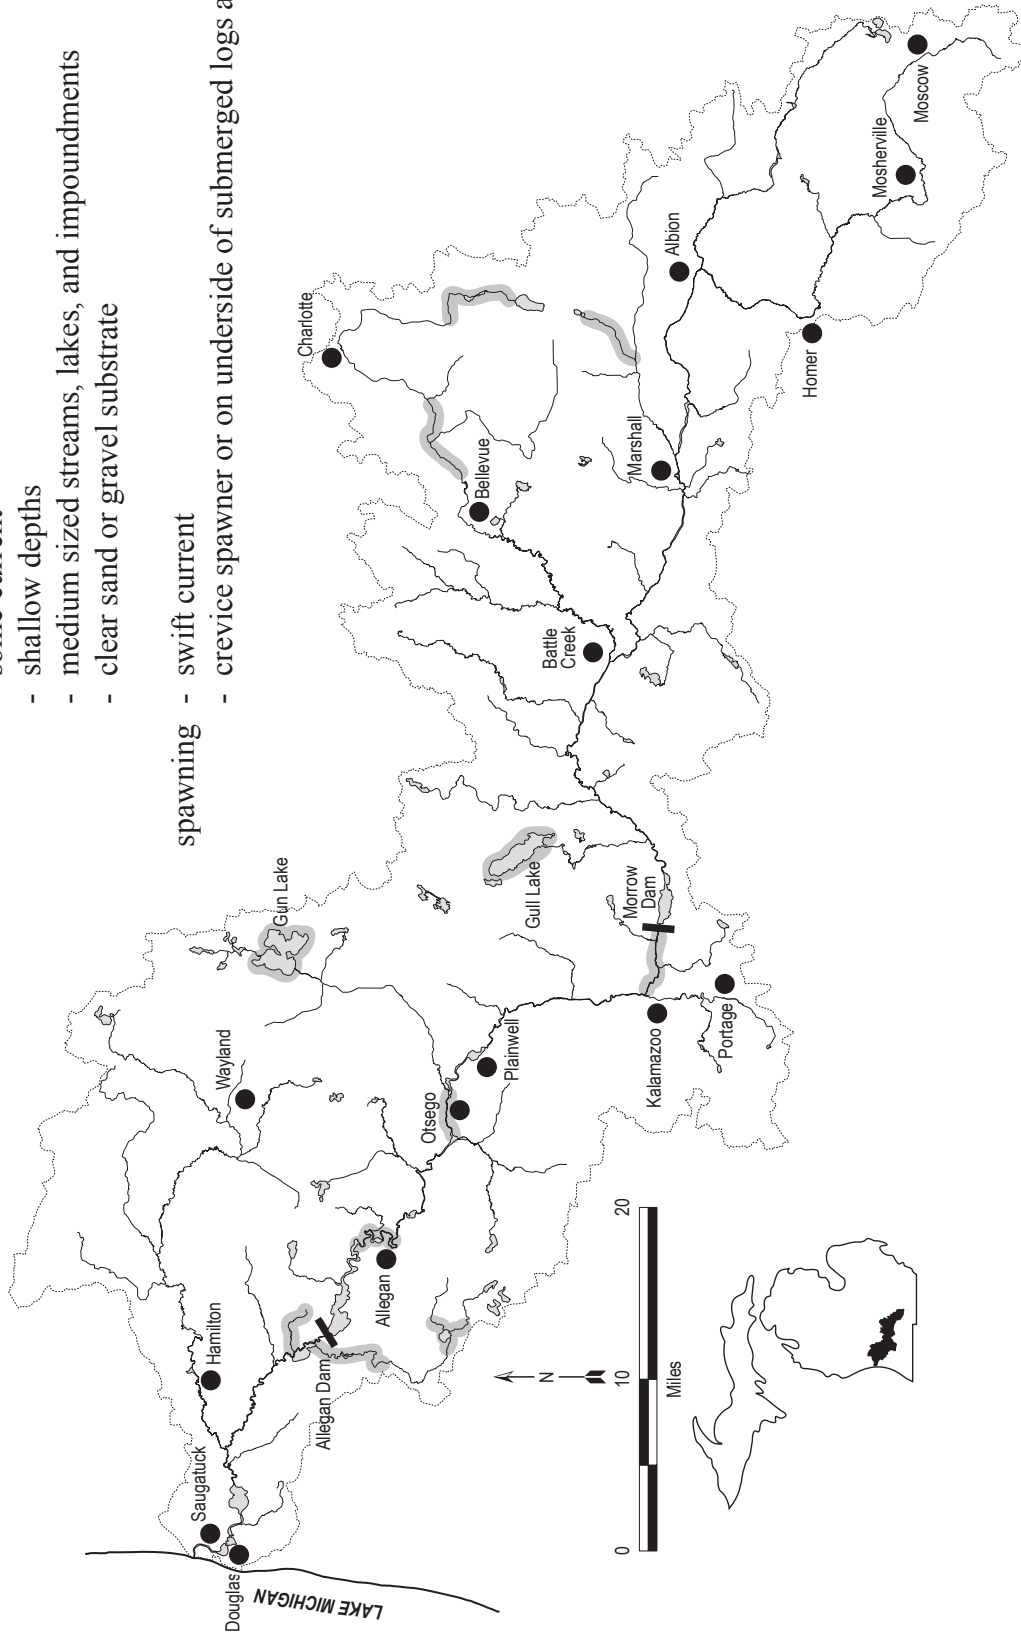 - shallow depths
- medium sized streams, lakes, and impoundments
- clear sand or gravel substrate
spawning - swift current
- crevice spawner or on underside of submerged logs
Charlotte
Moscow
Mosherville
Albion
Homer
Marshall
Bellevue
Battle
Creek
Gun Lake
Gull Lake
Morrow
Dam
Wayland
Plainwell
Otsego
Kalamazoo
Portage
Hamilton
Allegan
Allegan Dam
Saugatuck
Douglas
LAKE MICHIGAN
N
0 10 20
Miles